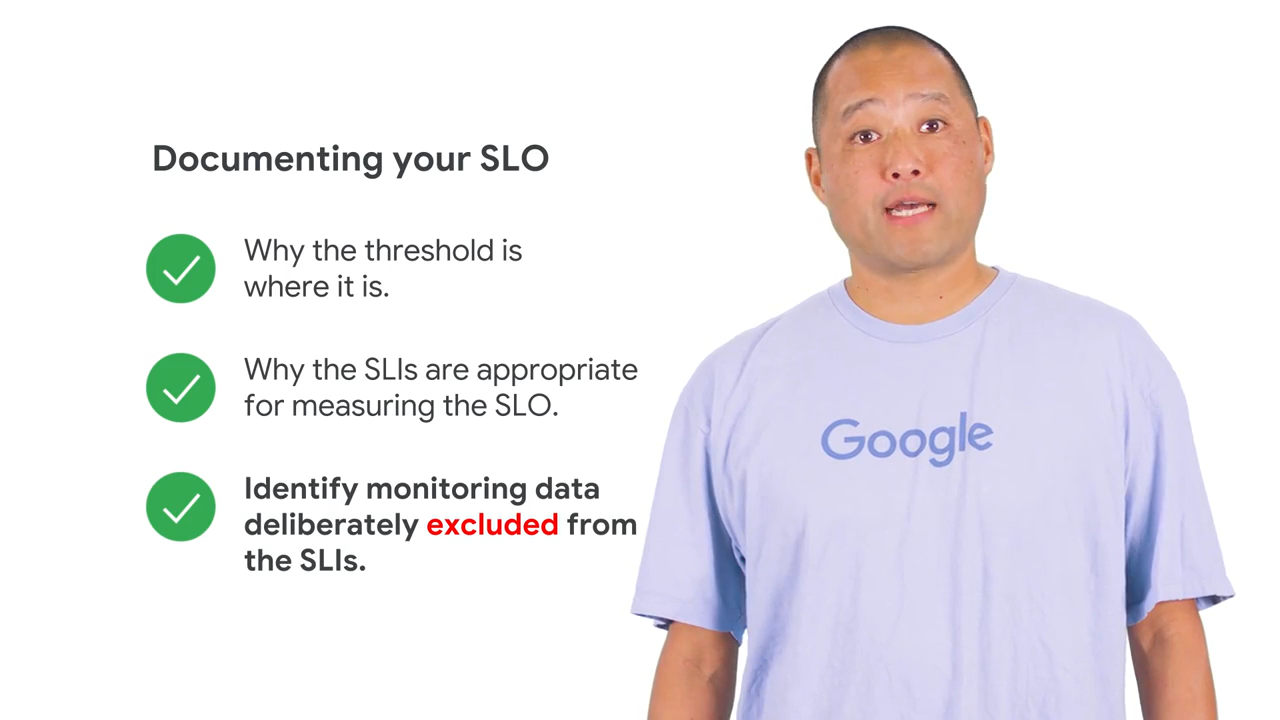 Documenting your SLO
Why the threshold is
where it is.
Why the SLIs are appropriate
for measuring the SLO.
Identify monitoring data
deliberately excluded from
the SLIs.
Google